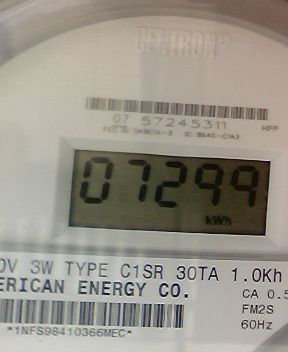 CENTRON®
07 57245311
APP
07299
kWh
0V 3W TYPE C1SR 30TA 1.0Kh
ERICAN ENERGY CO.
CA 0.5
FM2S
*1NFS98410366MEC*
60Hz